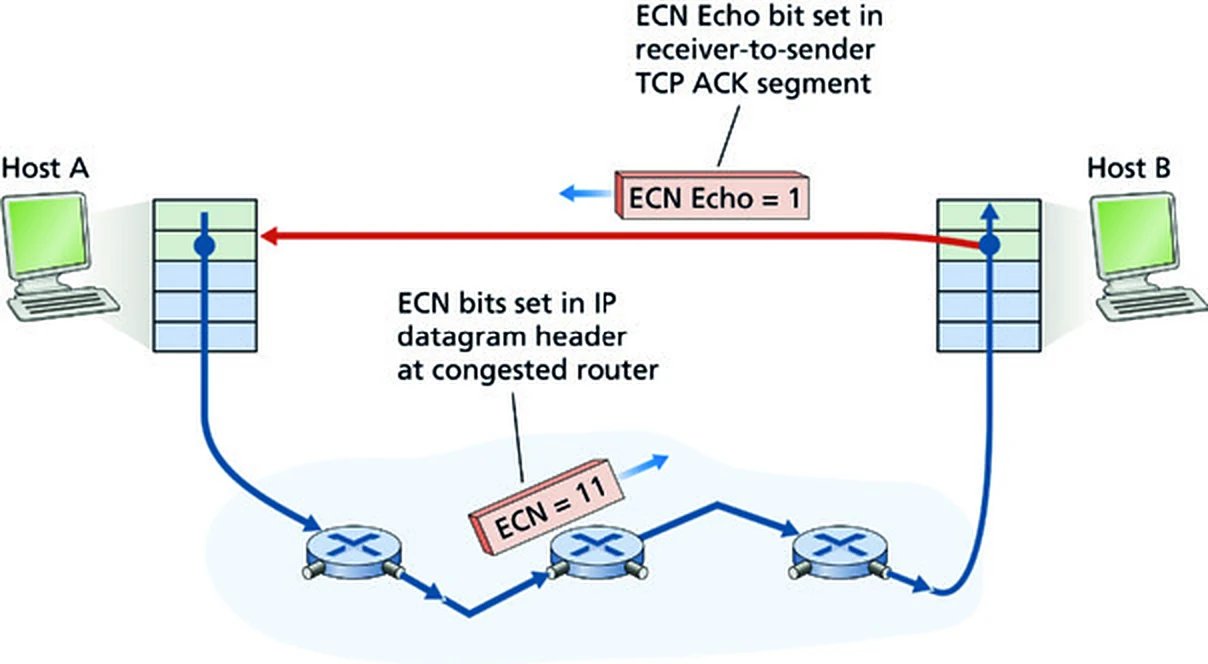 ECN Echo bit set in
receiver-to-sender
TCP ACK segment
Host A
Host B
ECN Echo = 1
ECN bits set in IP
datagram header
at congested router
ECN = 11